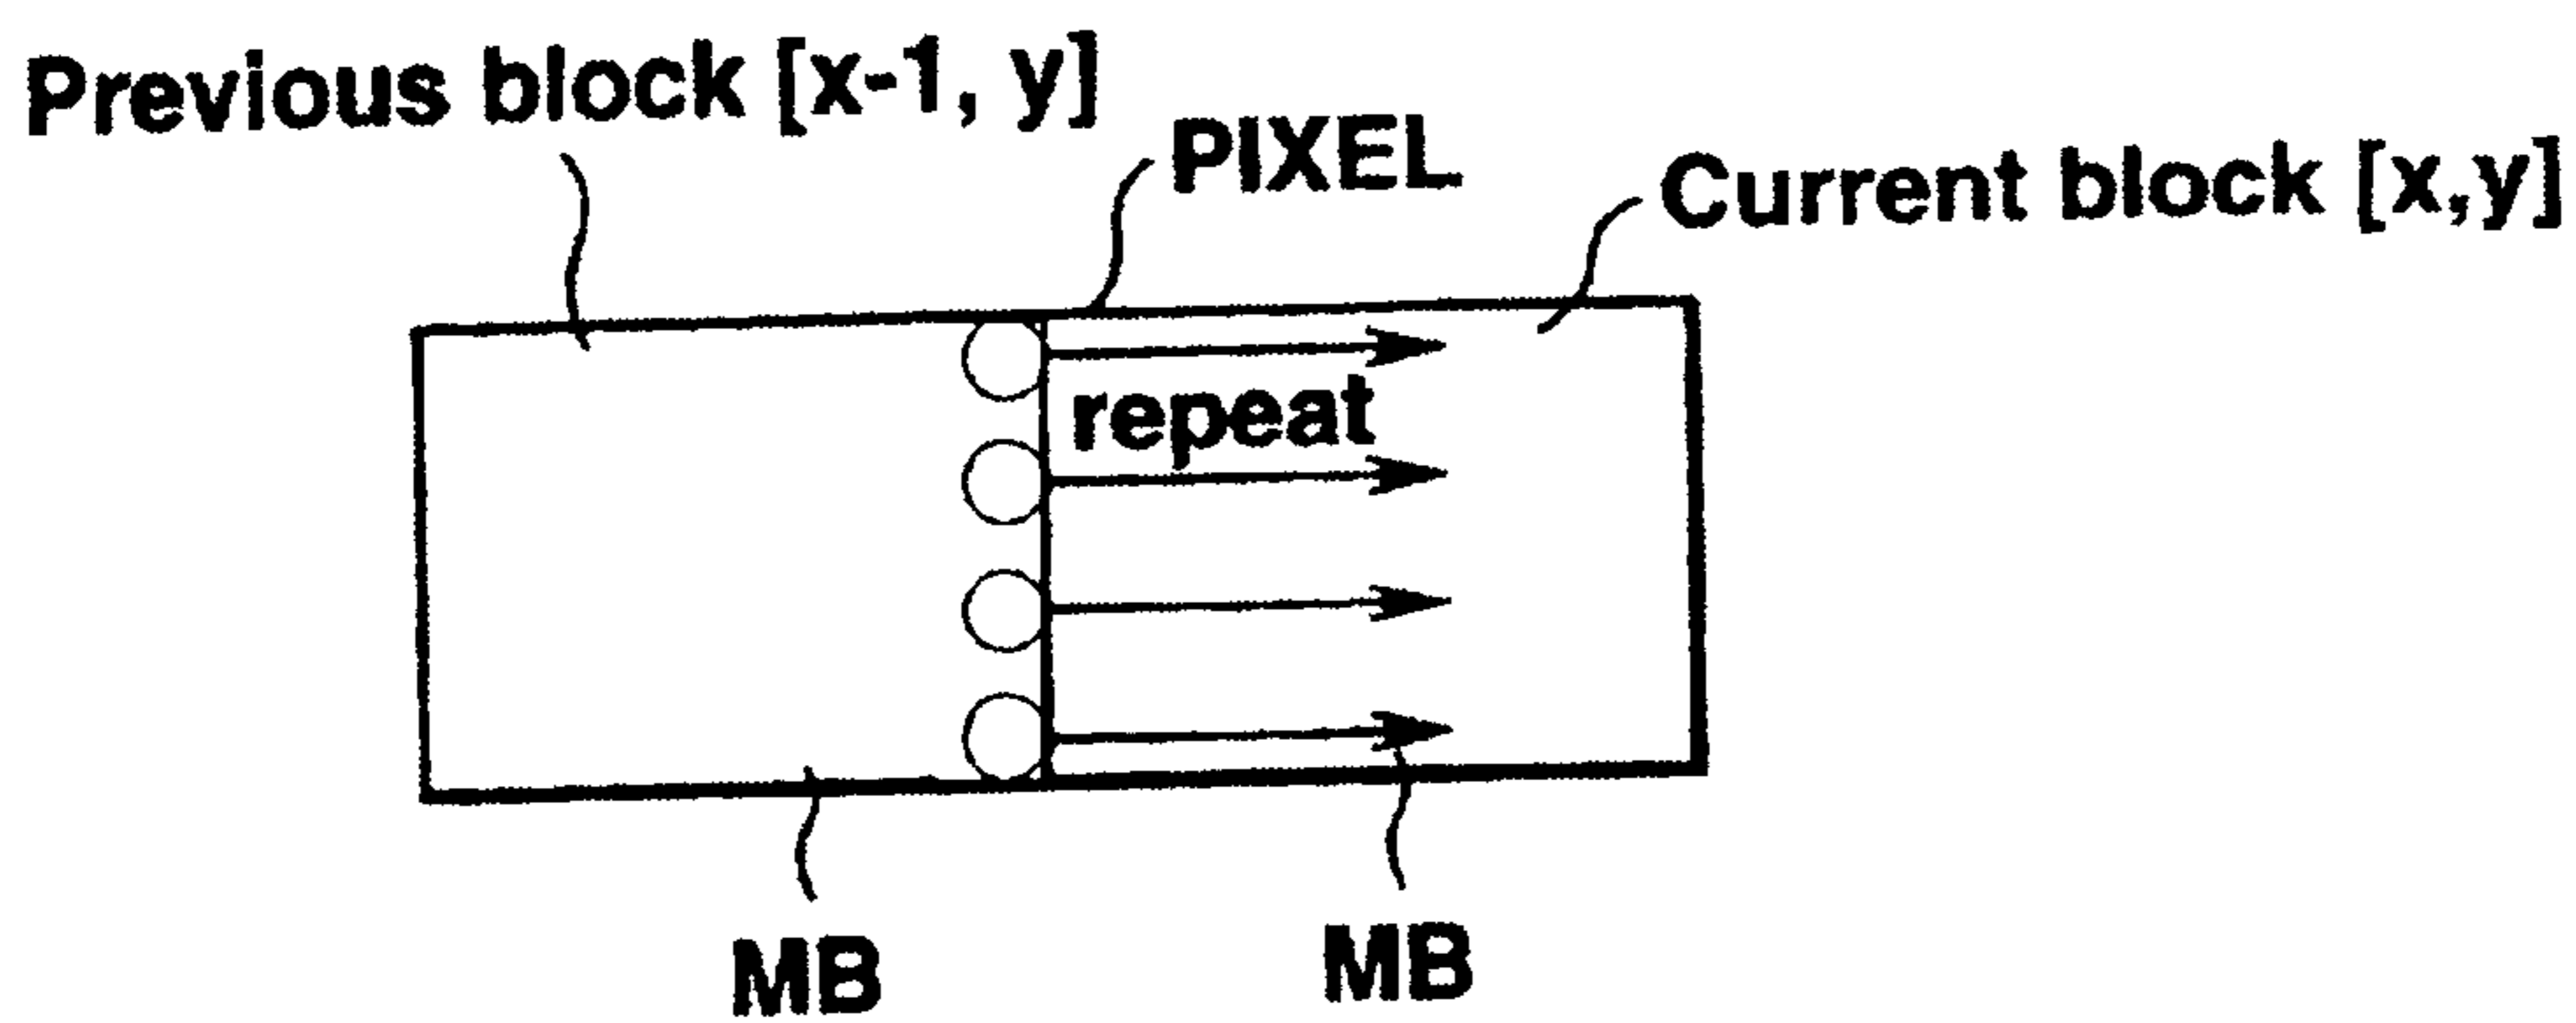 Previous block [x-1, y]
PIXEL
Current block [x,y]
repeat
MB
MB